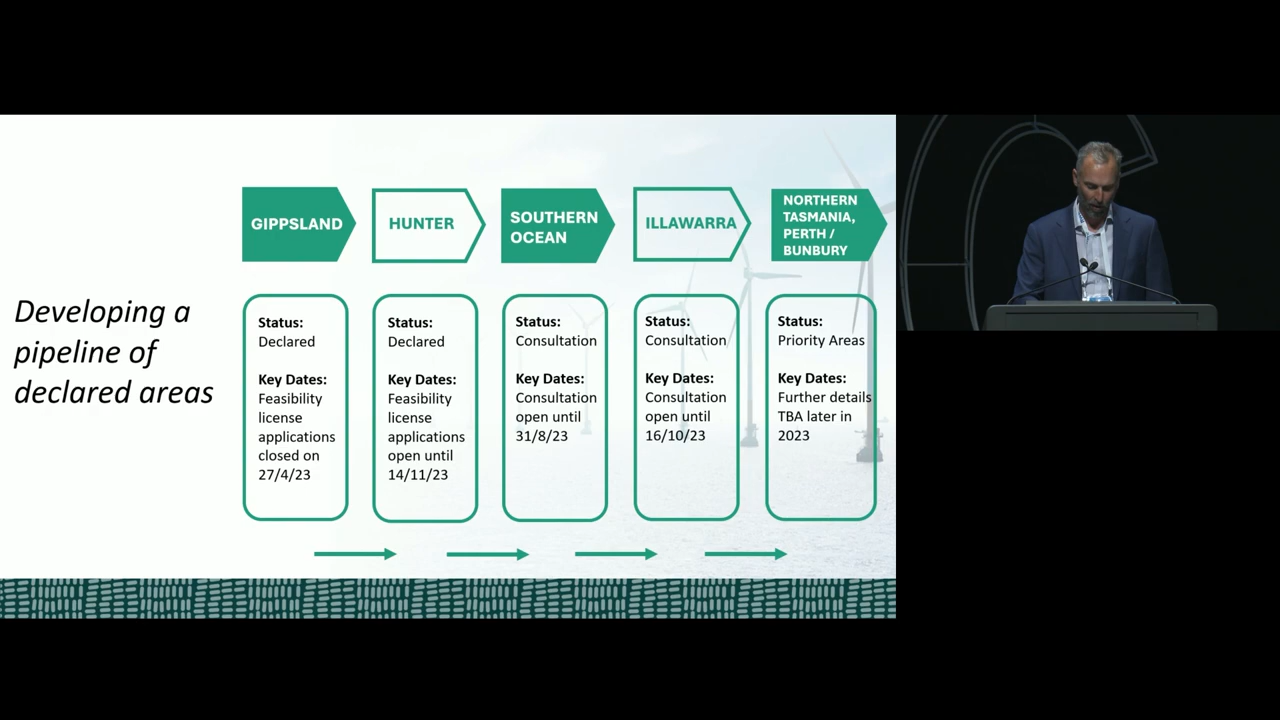 Developing a
pipeline of
declared areas
GIPPSLAND
Status:
Declared
Key Dates:
Feasibility
license
applications
closed on
27/4/23
HUNTER
Status:
Declared
Key Dates:
Feasibility
license
applications
open until
14/11/23
SOUTHERN
OCEAN
Status:
Consultation
Key Dates:
Consultation
open until
31/8/23
ILLAWARRA
Status:
Consultation
Key Dates:
Consultation
open until
16/10/23
NORTHERN
TASMANIA,
PERTH /
BUNBURY
Status:
Priority Areas
Key Dates:
Further details
TBA later in
2023